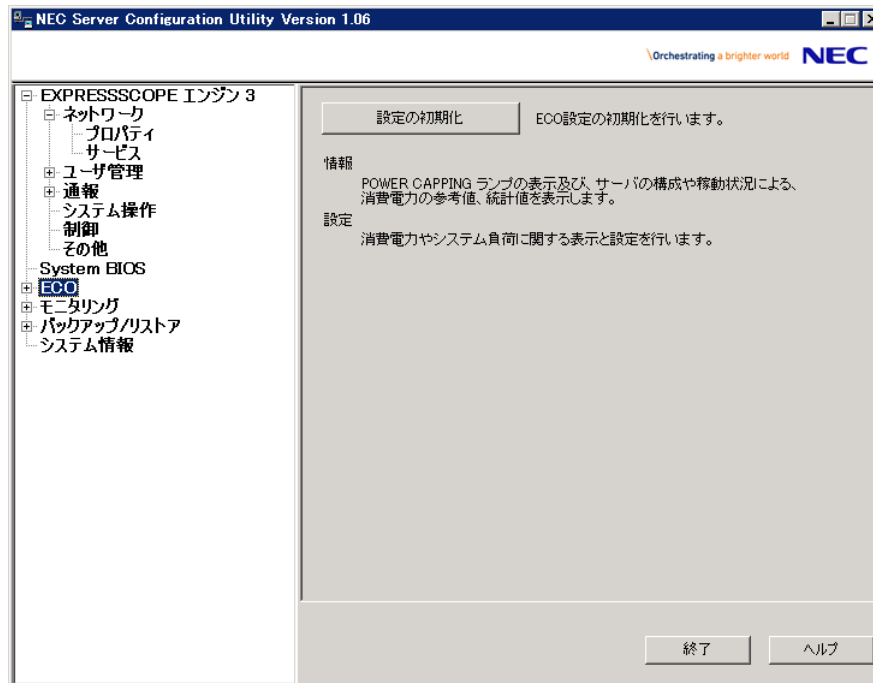 NEC Server Configuration Utility Version 1.06
\Orchestrating a brighter world NEC
EXPRESSSCOPE エンジン 3
ネットワーク
プロパティ
サービス
ユーザ管理
通報
システム操作
制御
その他
System BIOS
ECO
モニタリング
バックアップ/リストア
システム情報
設定の初期化
ECO設定の初期化を行います。
情報
POWER CAPPING ランプの表示及び、サーバの構成や稼動状況による、
消費電力の参考値、統計値を表示します。
設定
消費電力やシステム負荷に関する表示と設定を行います。
終了
ヘルプ